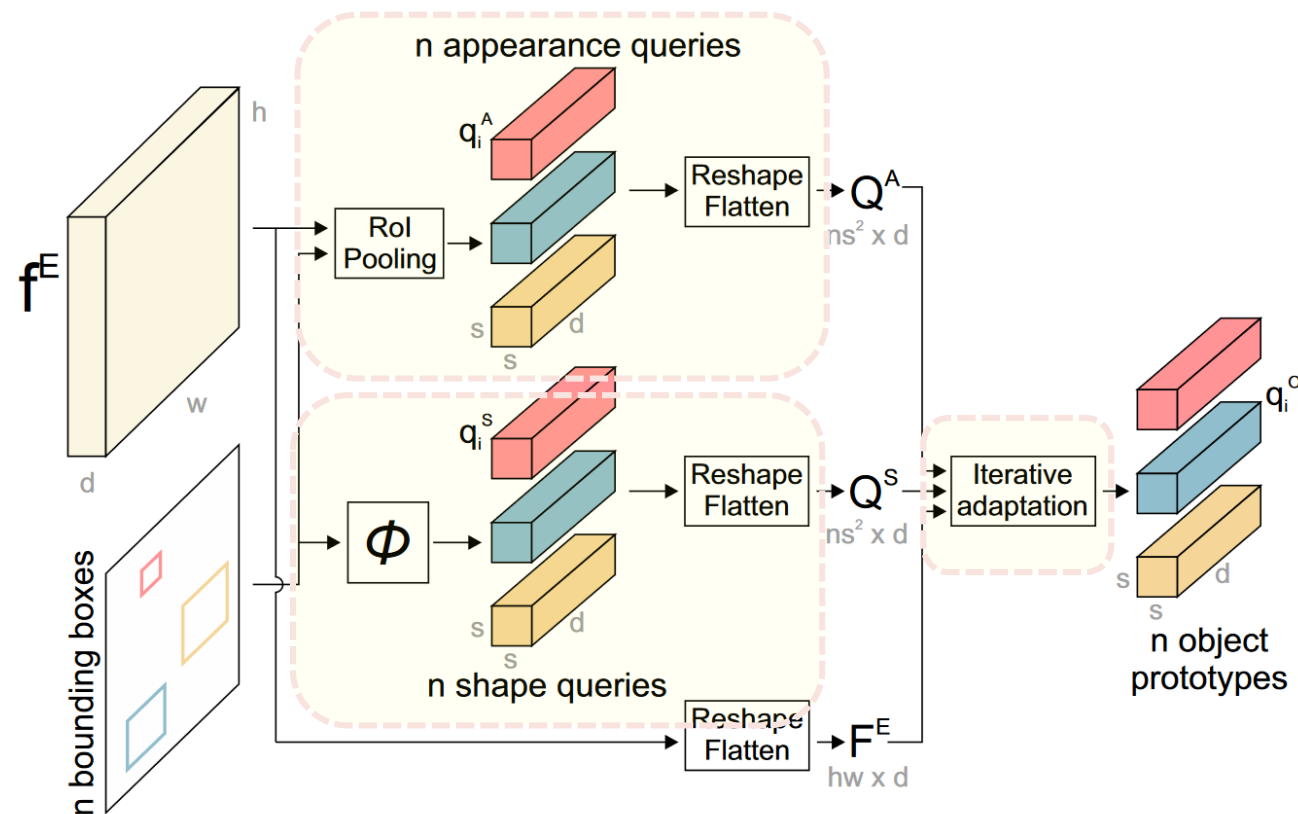 n appearance queries
h
q_i^A
Reshape
Flatten
Q^A
ns² x d
RoI
Pooling
f^E
s
d
s
w
d
q_i^S
Reshape
Flatten
Q^S
ns² x d
Φ
s
d
s
n shape queries
Iterative
adaptation
q_i^O
s
d
s
n object
prototypes
n bounding boxes
Reshape
Flatten
F^E
hw x d